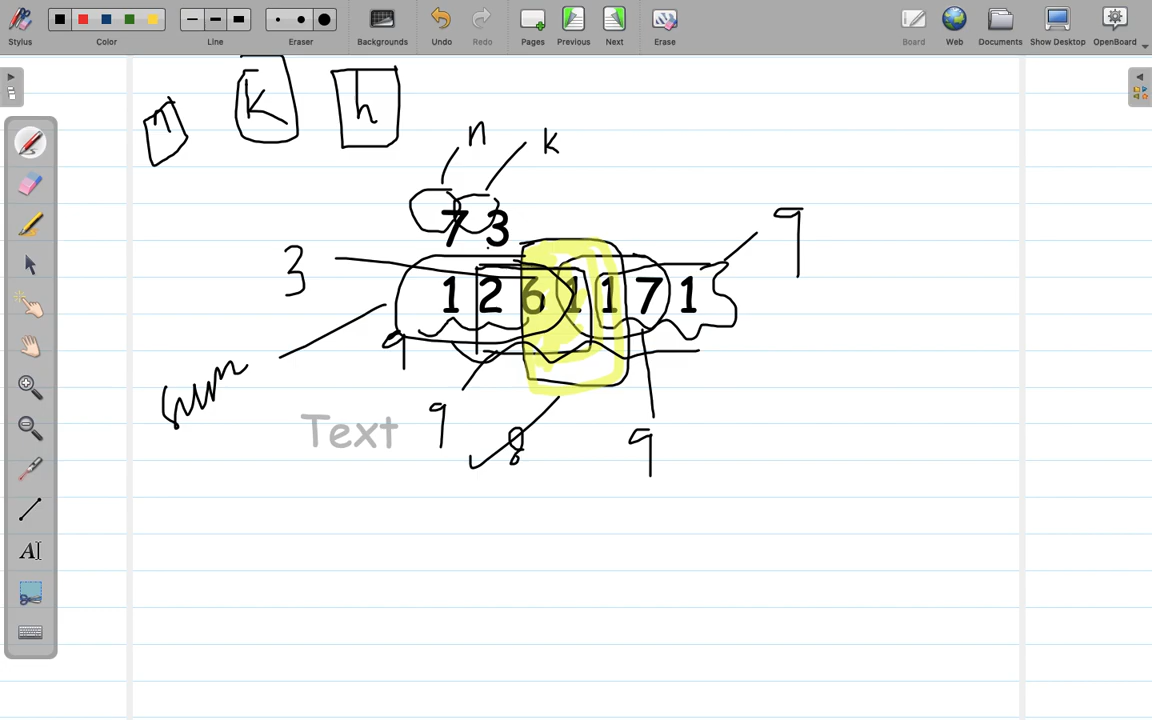 Stylus Color Line Eraser Backgrounds Undo Redo Pages Previous Next Erase Board Web Documents Show Desktop OpenBoard
n k h
n k
7 3
3 9
1 2 6 1 1 7 1
9
sum
Text 9 8 9